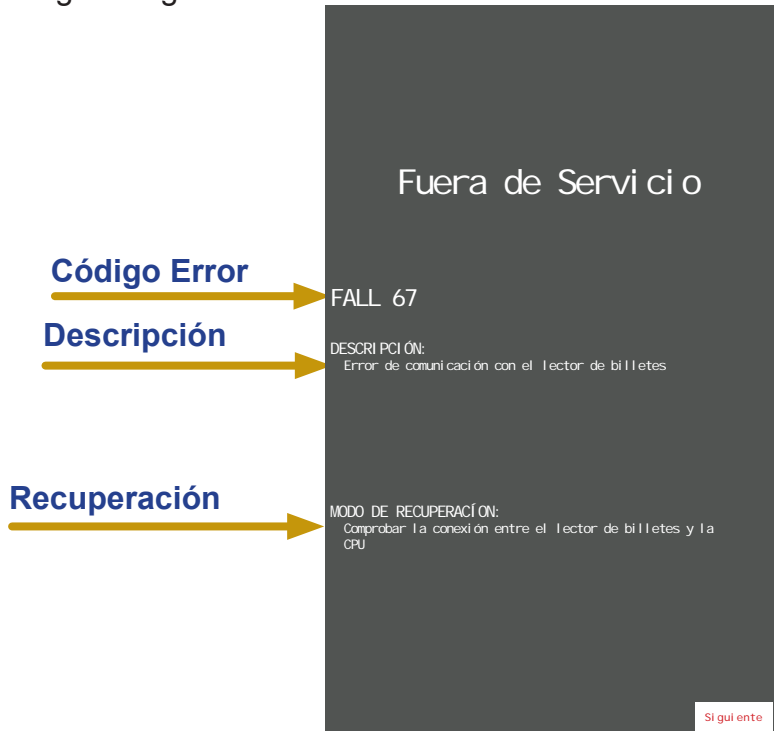 Fuera de Servicio
Código Error
FALL 67
Descripción
DESCRIPCIÓN:
Error de comunicación con el lector de billetes
Recuperación
MODO DE RECUPERACÍON:
Comprobar la conexión entre el lector de billetes y la
CPU
Siguiente